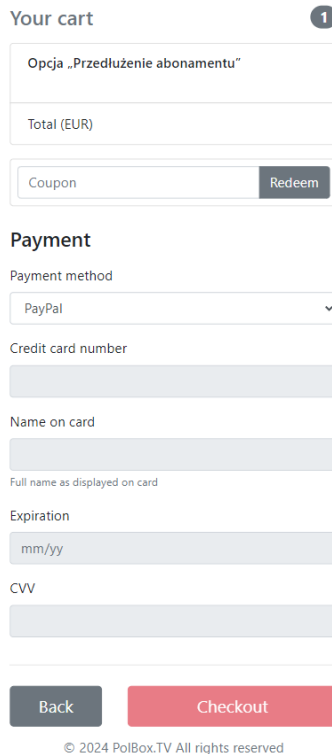 Your cart 1
Opcja „Przedłużenie abonamentu”
Total (EUR)
Coupon Redeem
Payment
Payment method
PayPal
Credit card number
Name on card
Full name as displayed on card
Expiration
mm/yy
CVV
Back Checkout
© 2024 PolBox.TV All rights reserved